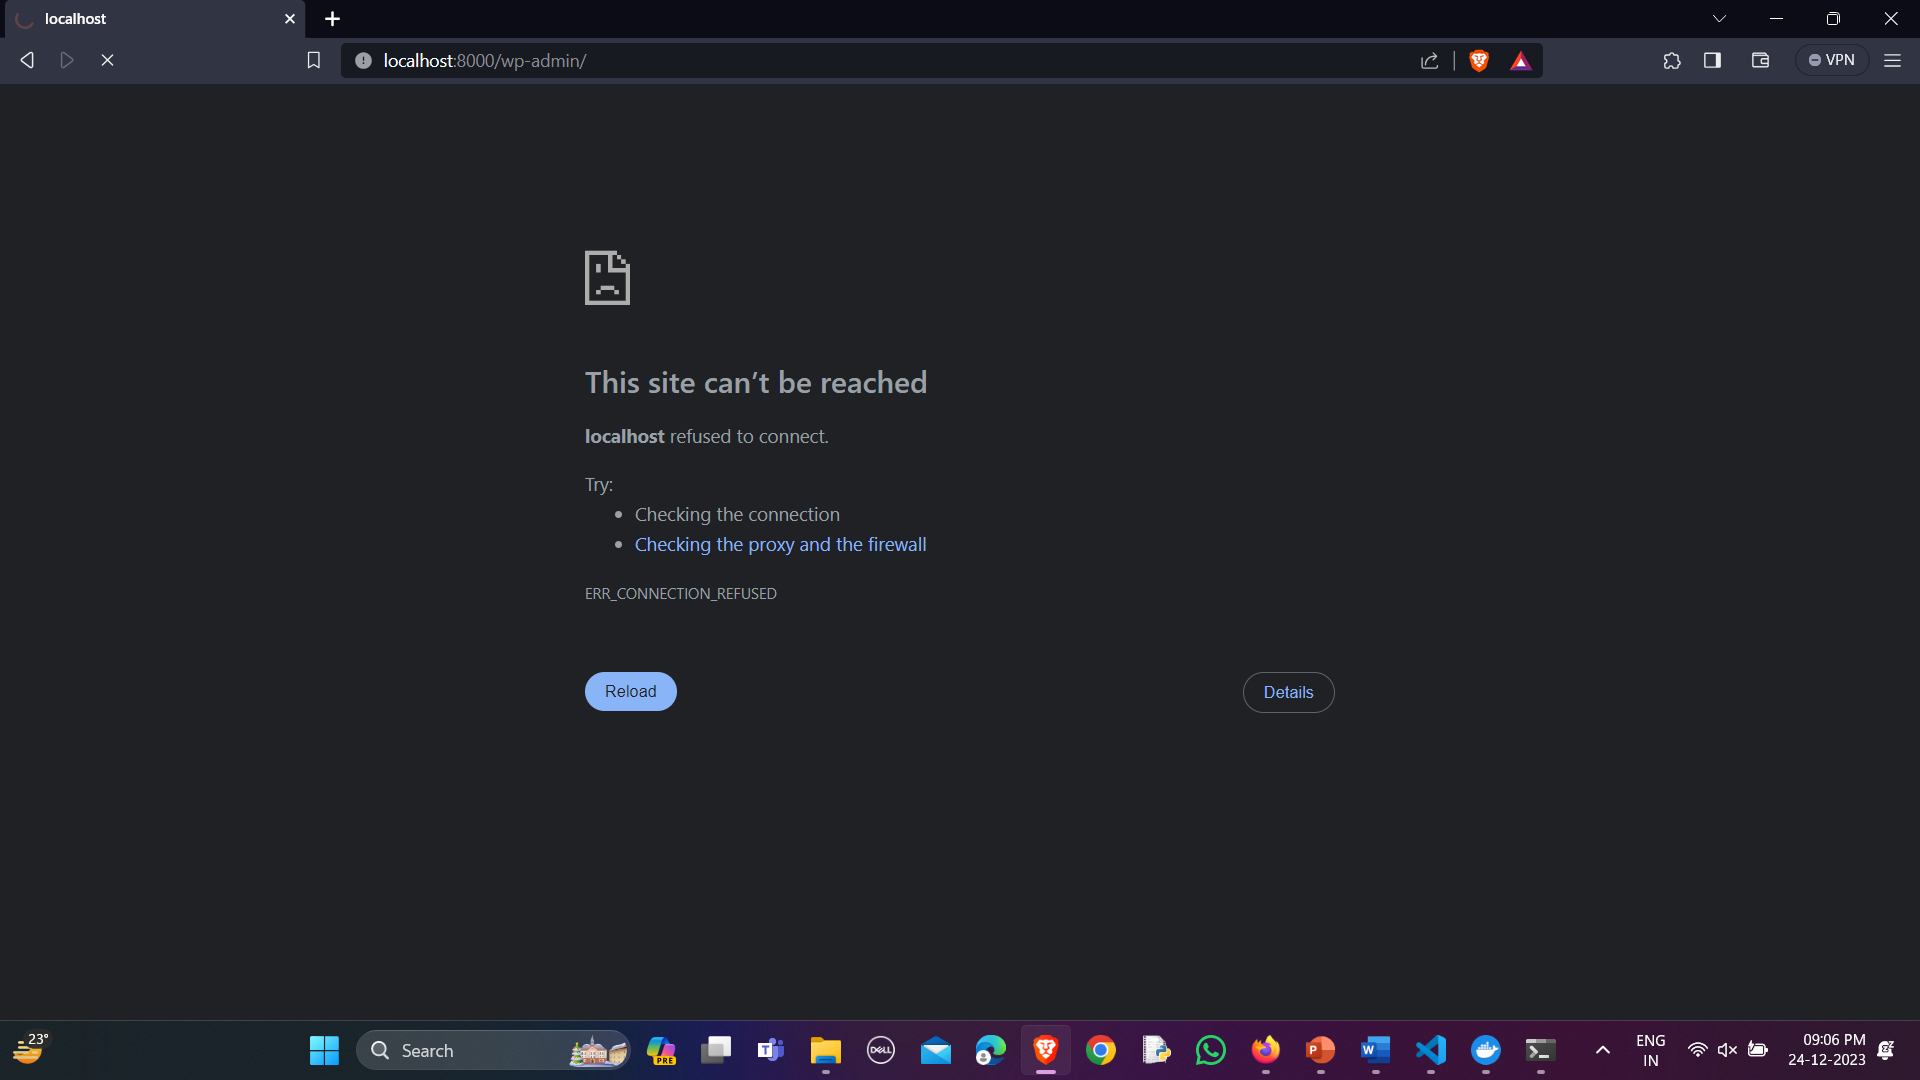 localhost
localhost:8000/wp-admin/
VPN
This site can’t be reached
localhost refused to connect.
Try:
Checking the connection
Checking the proxy and the firewall
ERR_CONNECTION_REFUSED
Reload
Details
23°
Search
PRE
T
DELL
P
W
ENG
IN
09:06 PM
24-12-2023